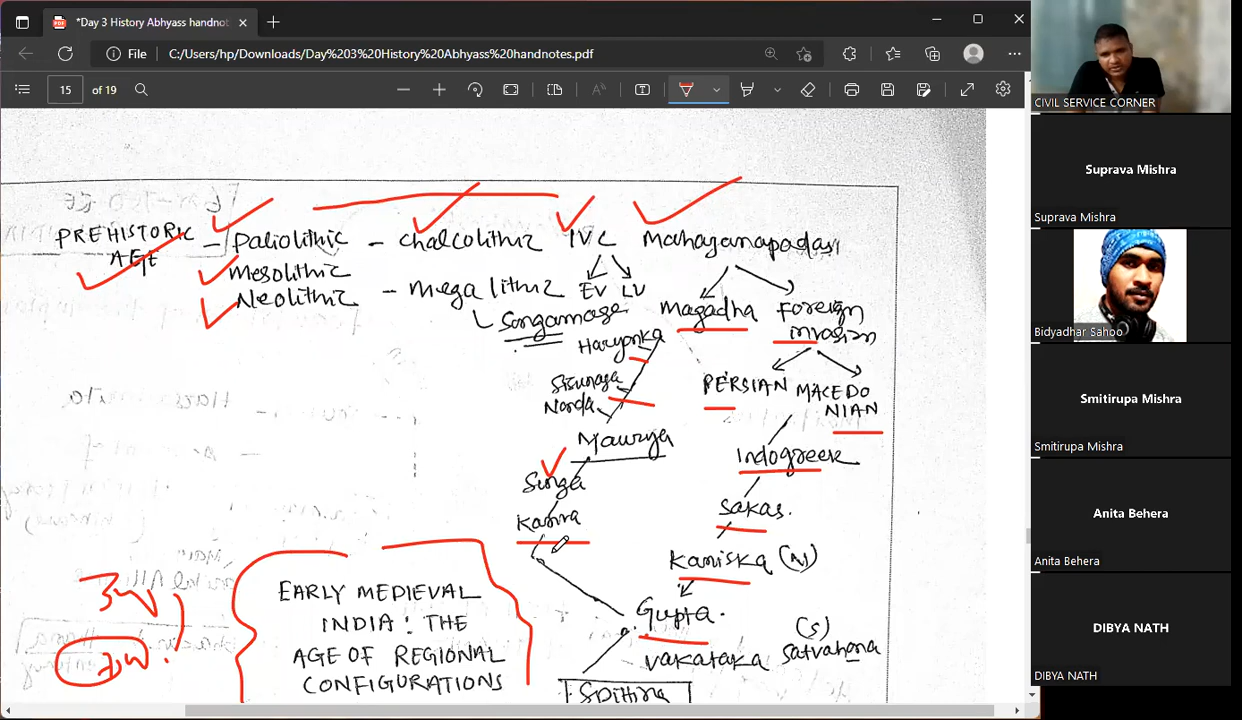 *Day 3 History Abhyass handnot
File C:/Users/hp/Downloads/Day%203%20History%20Abhyass%20handnotes.pdf
15 of 19
PREHISTORIC AGE - Paliolithic - Chalcolithic IVC Mahajanapadas
Mesolithic
Neolithic - megalithic EV LV
Sangamage
Magadha Foreign invasion
Haryanka
Sisunaga
Nanda
PERSIAN MACEDO
NIAN
Maurya
Indogreek
Sunga
Sakas.
Kanva
Kaniska (N)
Gupta.
(S)
Satvahana
Vakataka
EARLY MEDIEVAL
INDIA: THE
AGE OF REGIONAL
CONFIGURATIONS
CIVIL SERVICE CORNER
Suprava Mishra
Suprava Mishra
Bidyadhar Sahoo
Smitirupa Mishra
Smitirupa Mishra
Anita Behera
Anita Behera
DIBYA NATH
DIBYA NATH